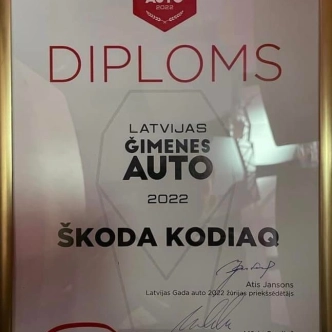 AUTO
2022
DIPLOMS
LATVIJAS
ĢIMENES
AUTO
2022
ŠKODA KODIAQ
Atis Jansons
Latvijas Gada auto 2022 žūrijas priekšsēdētājs